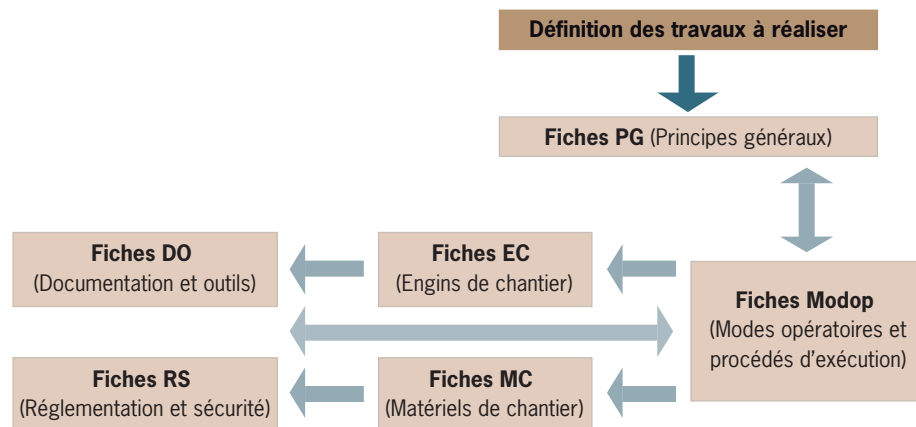 Définition des travaux à réaliser
Fiches PG (Principes généraux)
Fiches DO
(Documentation et outils)
Fiches EC
(Engins de chantier)
Fiches Modop
(Modes opératoires et
procédés d'exécution)
Fiches RS
(Réglementation et sécurité)
Fiches MC
(Matériels de chantier)